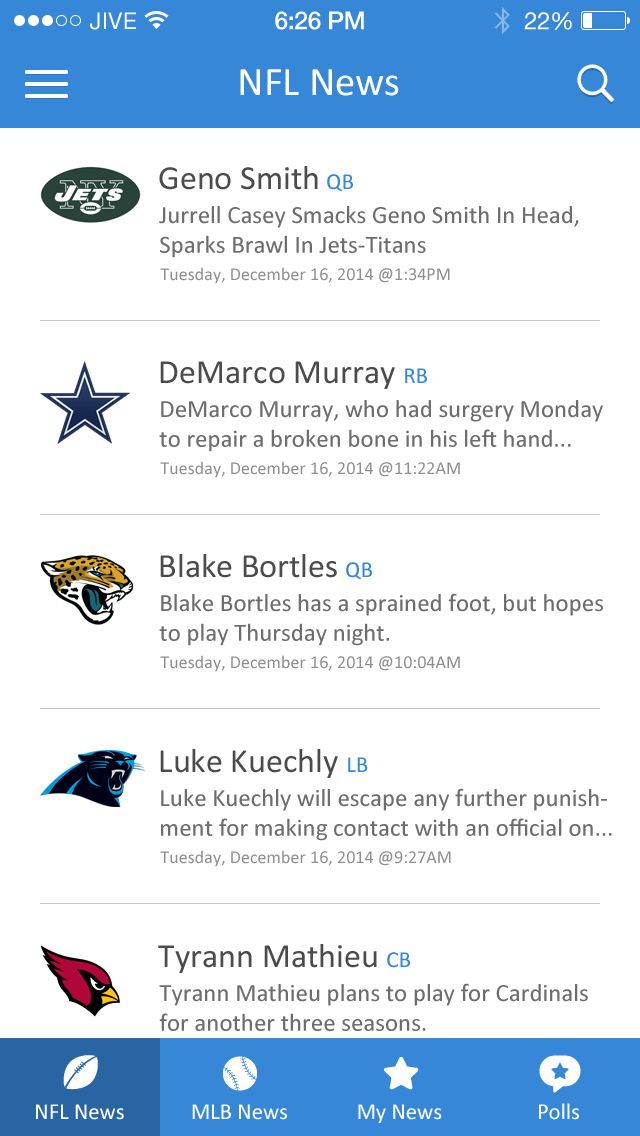 JIVE 6:26 PM 22%
NFL News
JETS
Geno Smith QB
Jurrell Casey Smacks Geno Smith In Head,
Sparks Brawl In Jets-Titans
Tuesday, December 16, 2014 @1:34PM
DeMarco Murray RB
DeMarco Murray, who had surgery Monday
to repair a broken bone in his left hand...
Tuesday, December 16, 2014 @11:22AM
Blake Bortles QB
Blake Bortles has a sprained foot, but hopes
to play Thursday night.
Tuesday, December 16, 2014 @10:04AM
Luke Kuechly LB
Luke Kuechly will escape any further punish-
ment for making contact with an official on...
Tuesday, December 16, 2014 @9:27AM
Tyrann Mathieu CB
Tyrann Mathieu plans to play for Cardinals
for another three seasons.
NFL News MLB News My News Polls